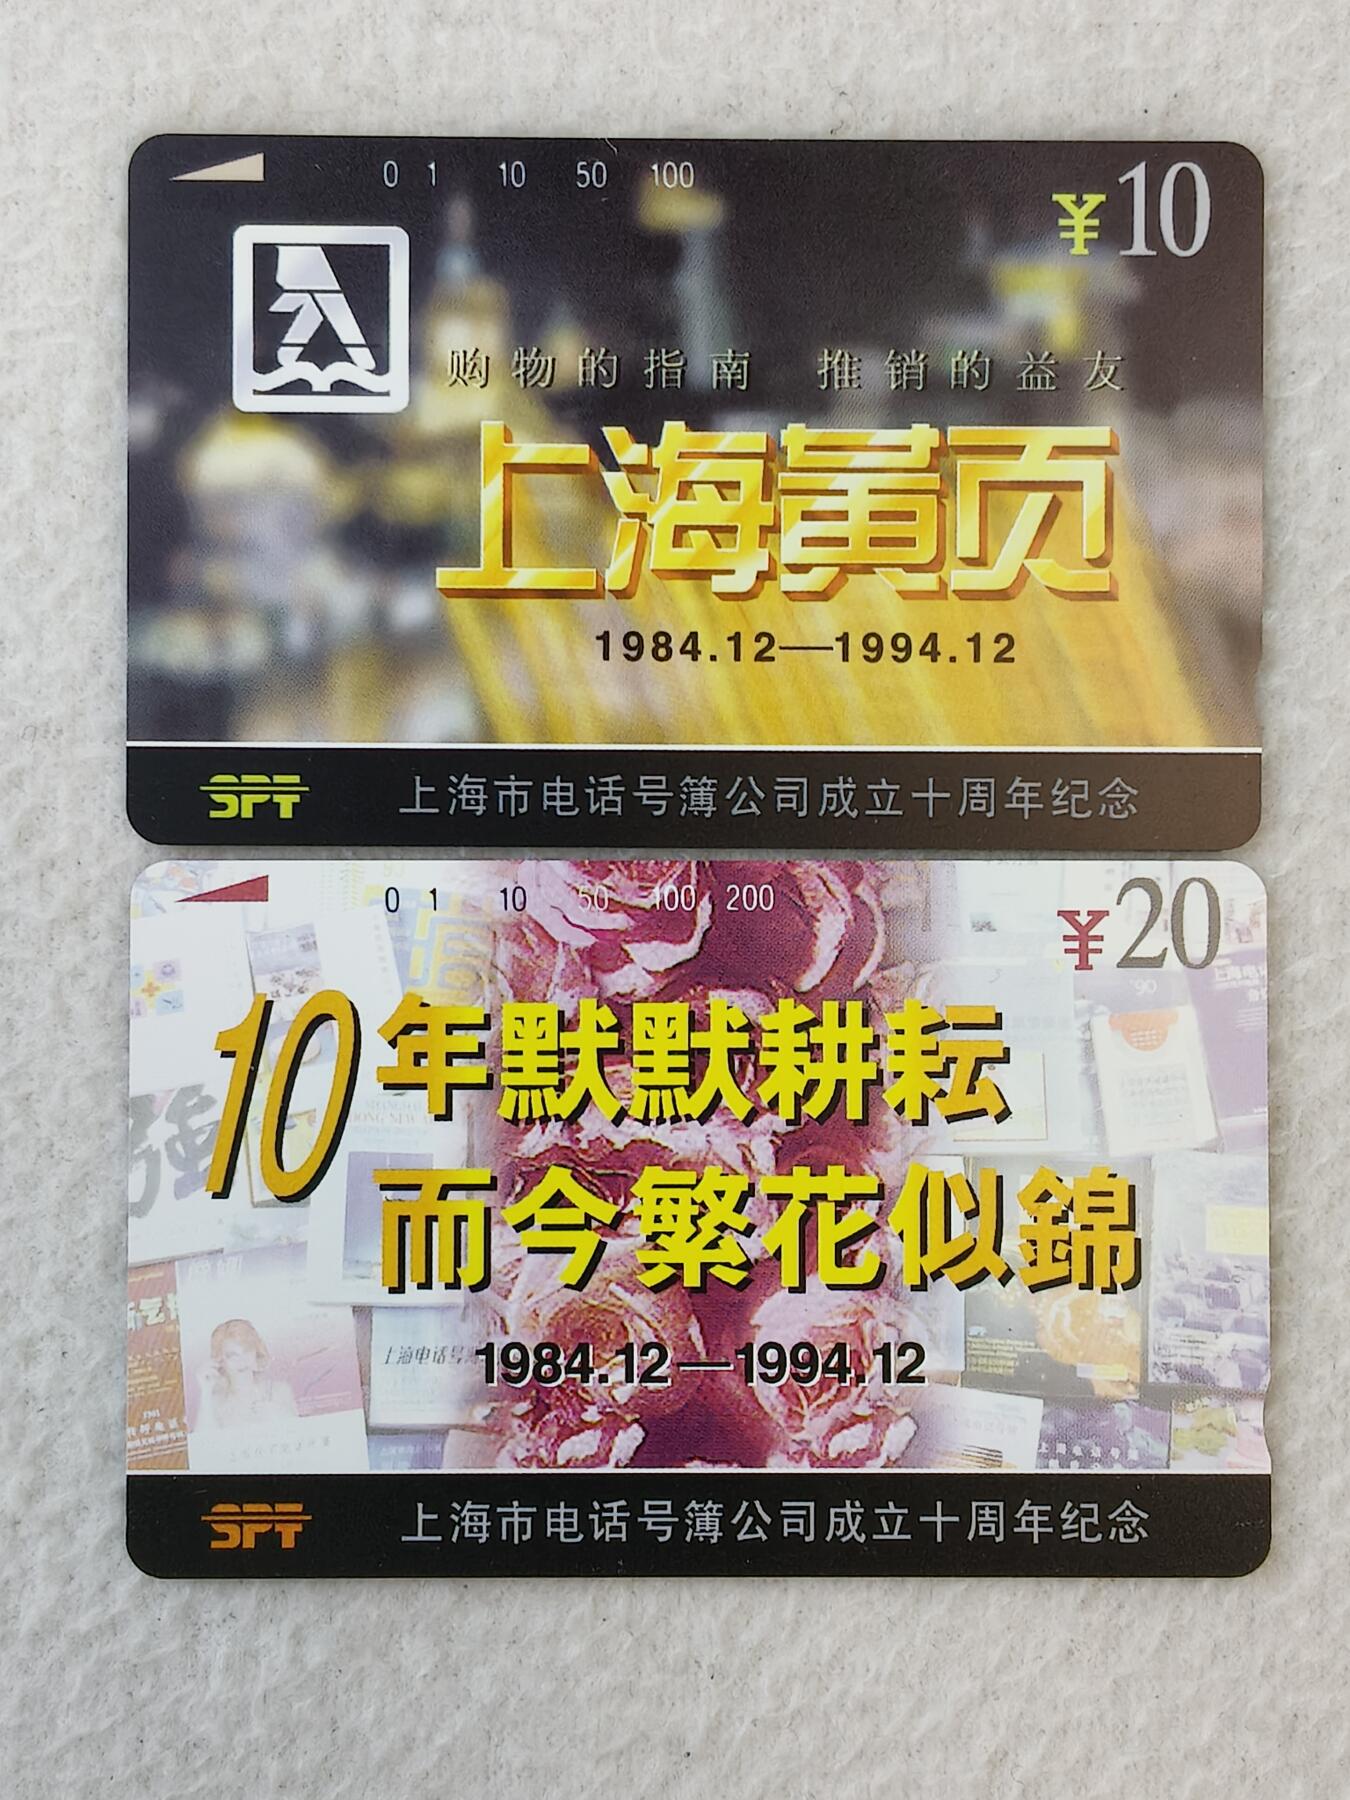 0 1 10 50 100
¥10
购物的指南 推销的益友
上海黄页
1984.12—1994.12
SPT 上海市电话号簿公司成立十周年纪念
0 1 10 50 100 200
¥20
10年默默耕耘
而今繁花似錦
1984.12—1994.12
SPT 上海市电话号簿公司成立十周年纪念